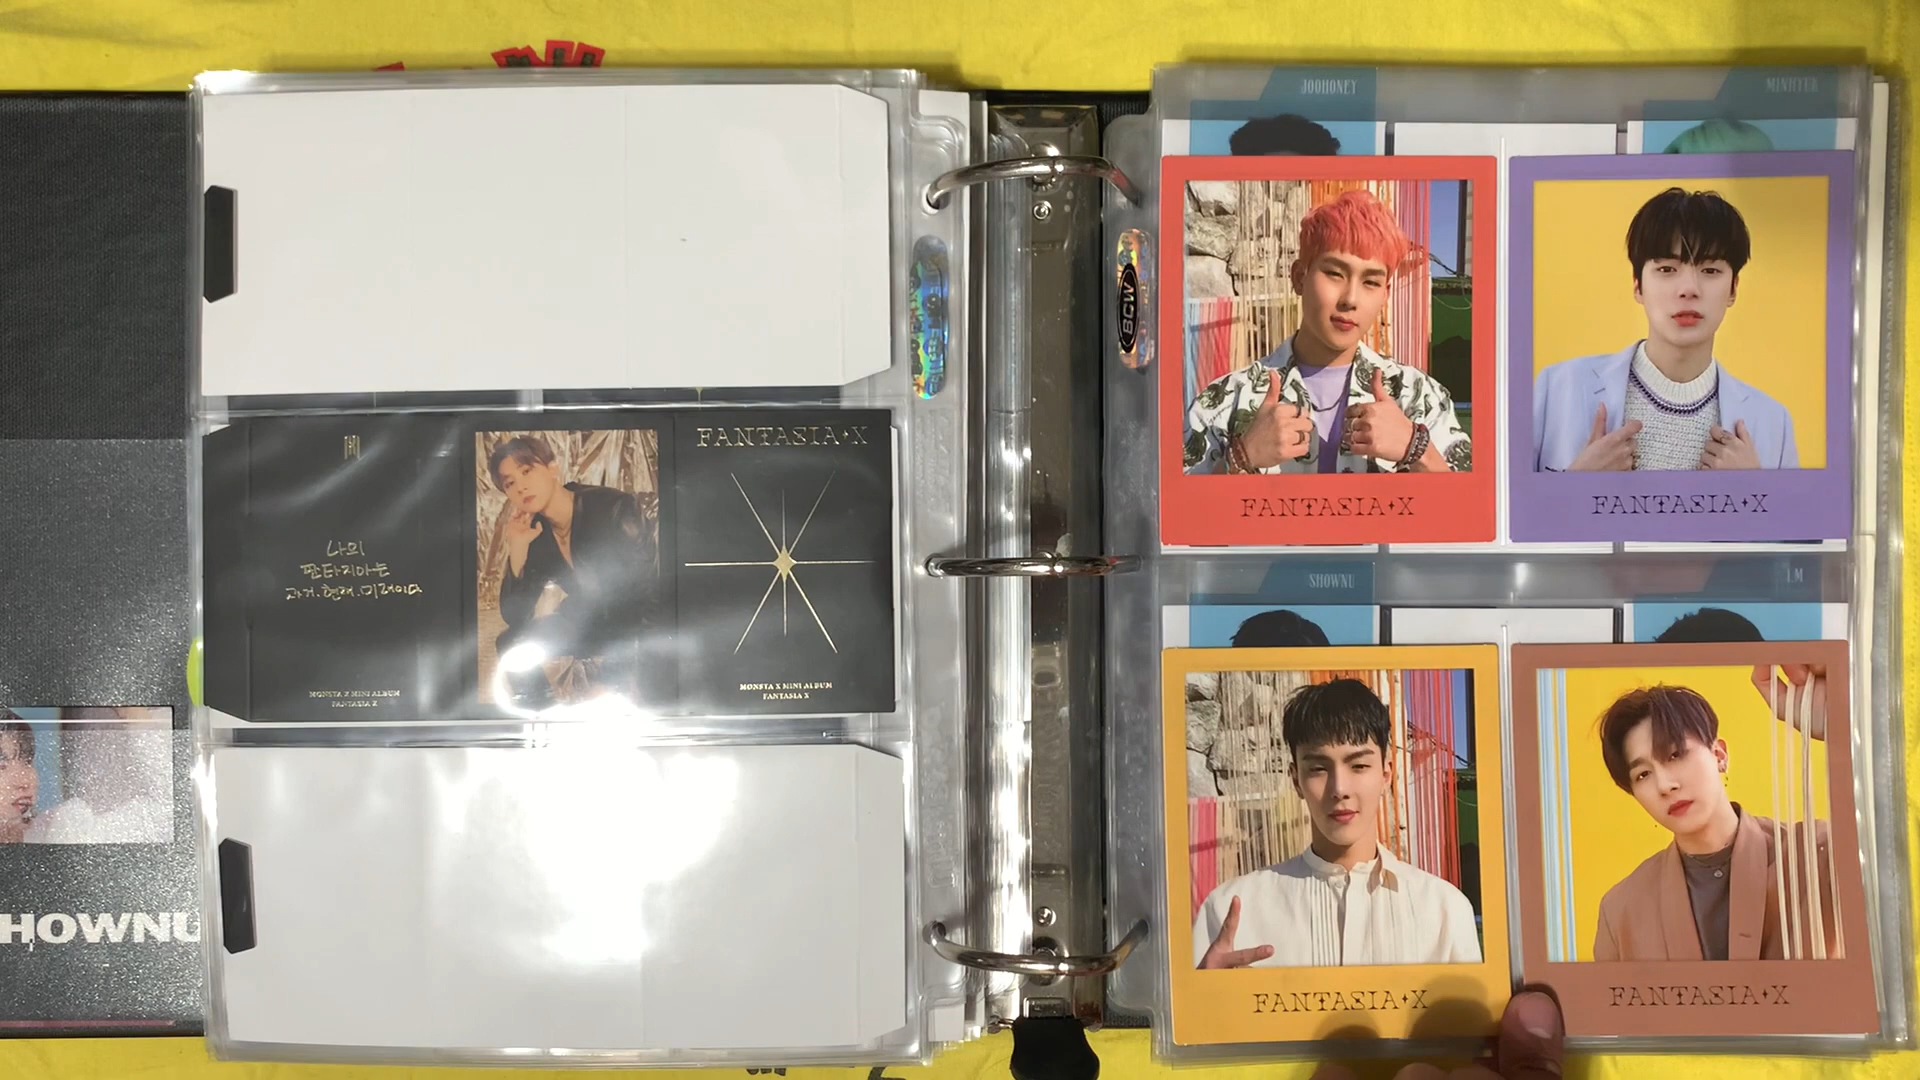 HOWNU
FANTASIA X
나의
판타지아는
과거.현재.미래이다
MONSTA X MINI ALBUM
FANTASIA X
MONSTA X MINI ALBUM
FANTASIA X
BCW
JOOHONEY
MINHYUK
FANTASIA X
FANTASIA X
SHOWNU
I.M
FANTASIA X
FANTASIA X